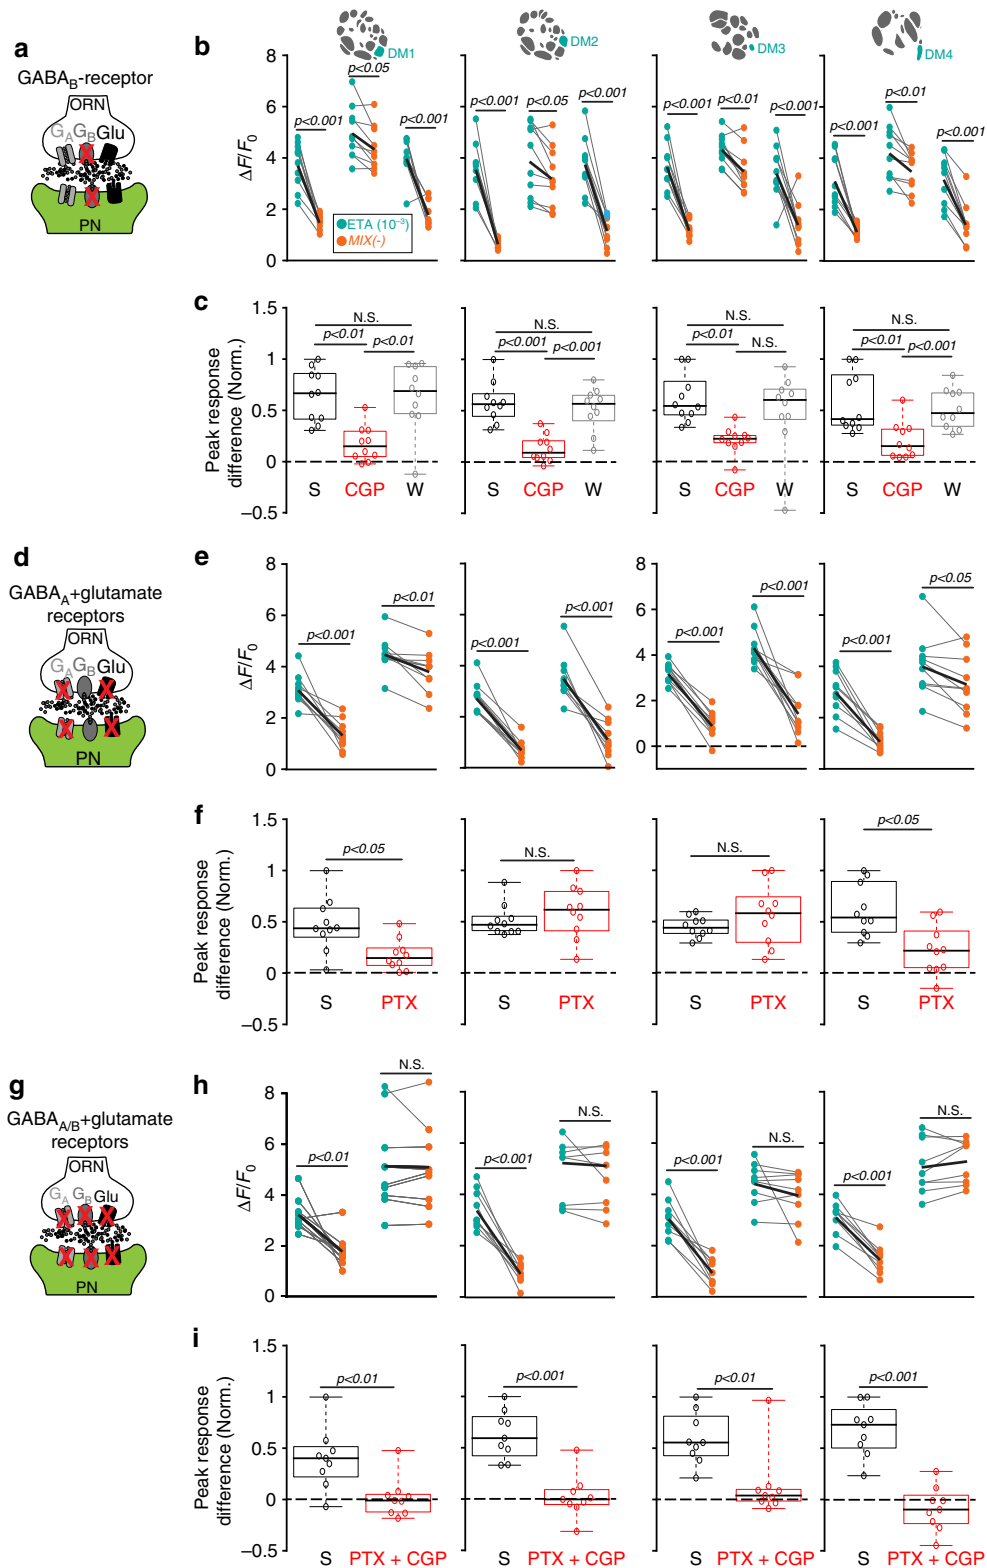 a
GABAB-receptor
ORN
GA GB Glu
PN
b
DM1
DM2
DM3
DM4
8
6
4
2
0
ΔF/F0
p<0.001
p<0.05
p<0.001
ETA (10−3)
MIX(-)
p<0.001
p<0.05
p<0.001
p<0.001
p<0.01
p<0.001
p<0.001
p<0.01
p<0.001
c
1.5
1
0.5
0
−0.5
Peak response
difference (Norm.)
N.S.
p<0.01
p<0.01
S
CGP
W
N.S.
p<0.001
p<0.001
S
CGP
W
N.S.
p<0.01
N.S.
S
CGP
W
N.S.
p<0.01
p<0.001
S
CGP
W
d
GABAA+glutamate
receptors
ORN
GA GB Glu
PN
e
8
6
4
2
0
ΔF/F0
p<0.001
p<0.01
p<0.001
p<0.001
8
6
4
2
0
p<0.001
p<0.001
p<0.001
p<0.05
f
1.5
1
0.5
0
−0.5
Peak response
difference (Norm.)
p<0.05
S
PTX
N.S.
S
PTX
N.S.
S
PTX
p<0.05
S
PTX
g
GABAA/B+glutamate
receptors
ORN
GA GB Glu
PN
h
8
6
4
2
0
ΔF/F0
p<0.01
N.S.
p<0.001
N.S.
p<0.001
N.S.
p<0.001
N.S.
i
1.5
1
0.5
0
−0.5
Peak response
difference (Norm.)
p<0.01
S
PTX + CGP
p<0.001
S
PTX + CGP
p<0.01
S
PTX + CGP
p<0.001
S
PTX + CGP